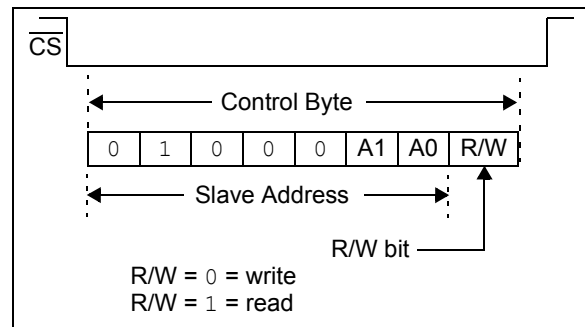 CS
Control Byte
0 1 0 0 0 A1 A0 R/W
Slave Address
R/W bit
R/W = 0 = write
R/W = 1 = read